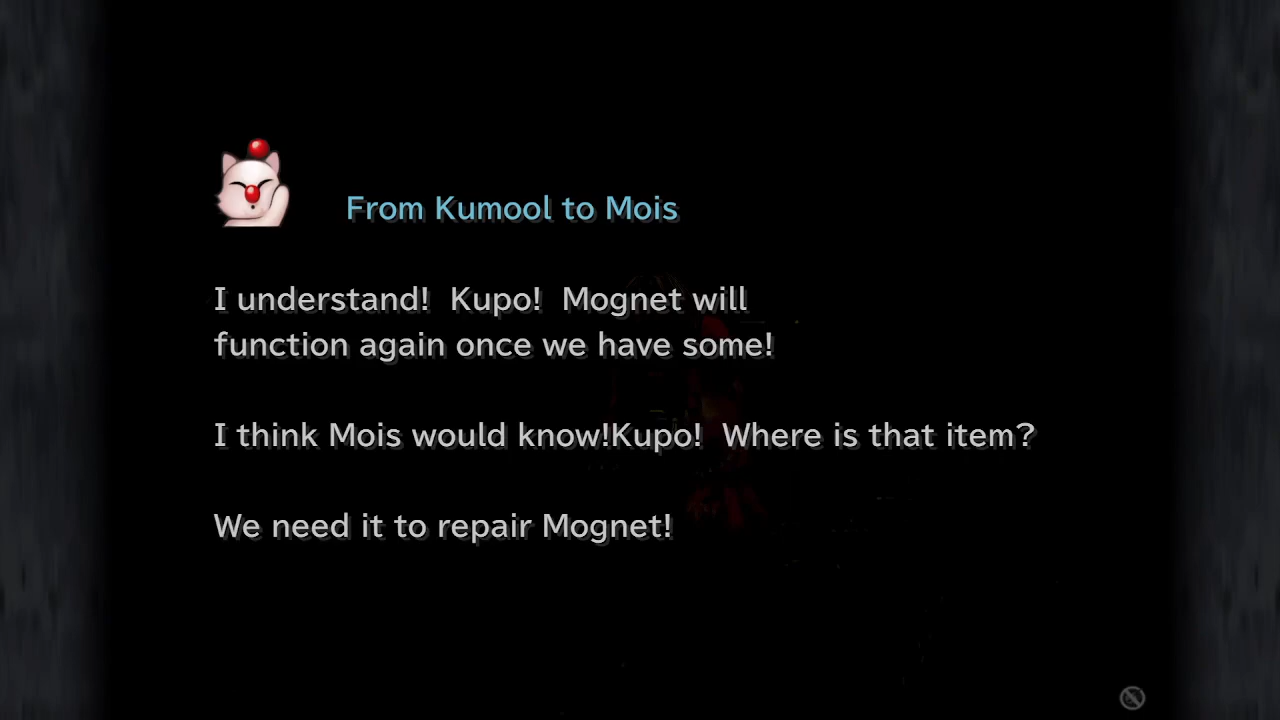 From Kumool to Mois
I understand!  Kupo!  Mognet will
function again once we have some!
I think Mois would know!Kupo!  Where is that item?
We need it to repair Mognet!